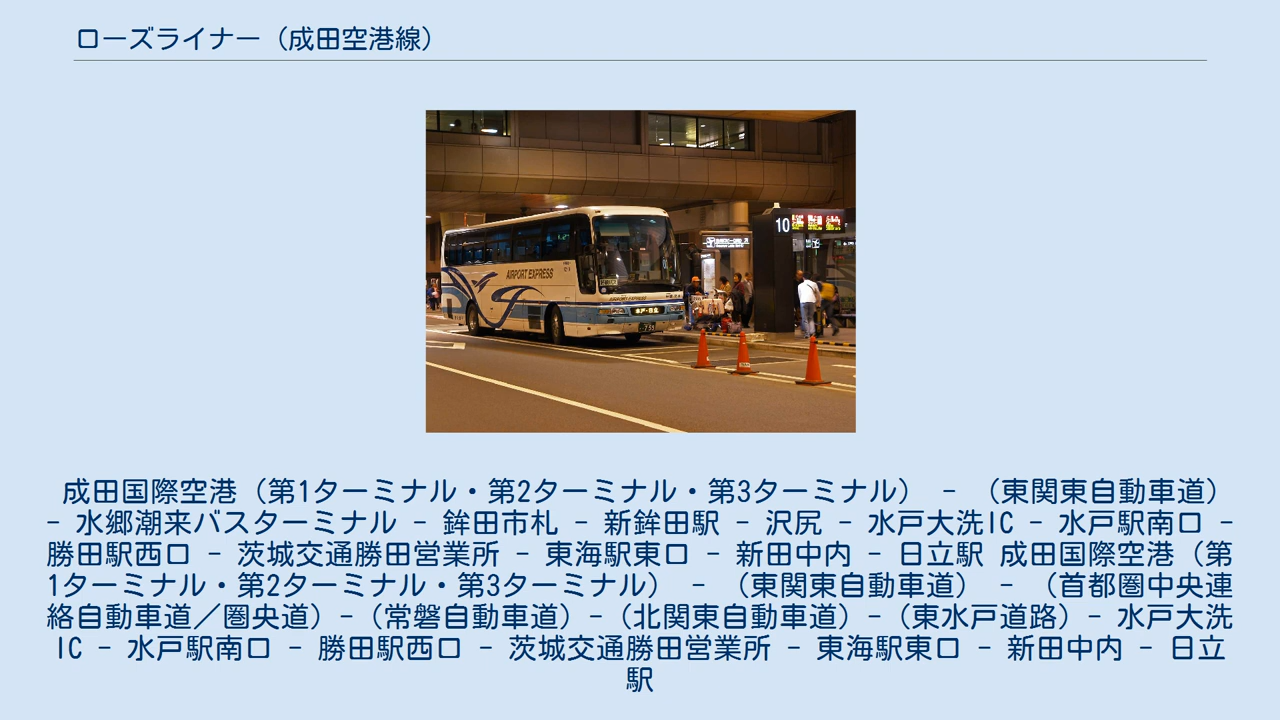 ローズライナー（成田空港線）
AIRPORT EXPRESS
AIRPORT EXPRESS
10
成田国際空港（第1ターミナル・第2ターミナル・第3ターミナル） - （東関東自動車道）
- 水郷潮来バスターミナル - 鉾田市札 - 新鉾田駅 - 沢尻 - 水戸大洗IC - 水戸駅南口 -
勝田駅西口 - 茨城交通勝田営業所 - 東海駅東口 - 新田中内 - 日立駅 成田国際空港（第
1ターミナル・第2ターミナル・第3ターミナル） - （東関東自動車道） - （首都圏中央連
絡自動車道／圏央道）-（常磐自動車道）-（北関東自動車道）-（東水戸道路）- 水戸大洗
IC - 水戸駅南口 - 勝田駅西口 - 茨城交通勝田営業所 - 東海駅東口 - 新田中内 - 日立
駅